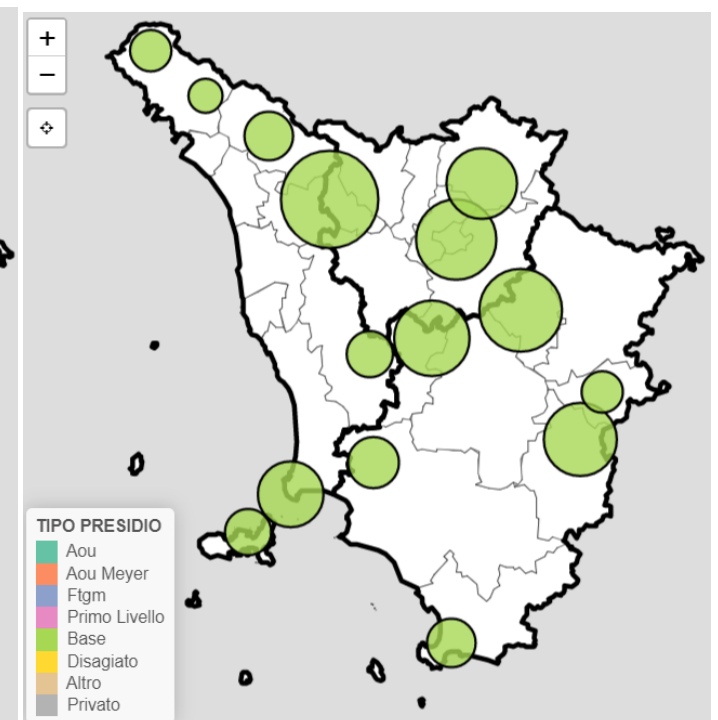 +
−
TIPO PRESIDIO
Aou
Aou Meyer
Ftgm
Primo Livello
Base
Disagiato
Altro
Privato